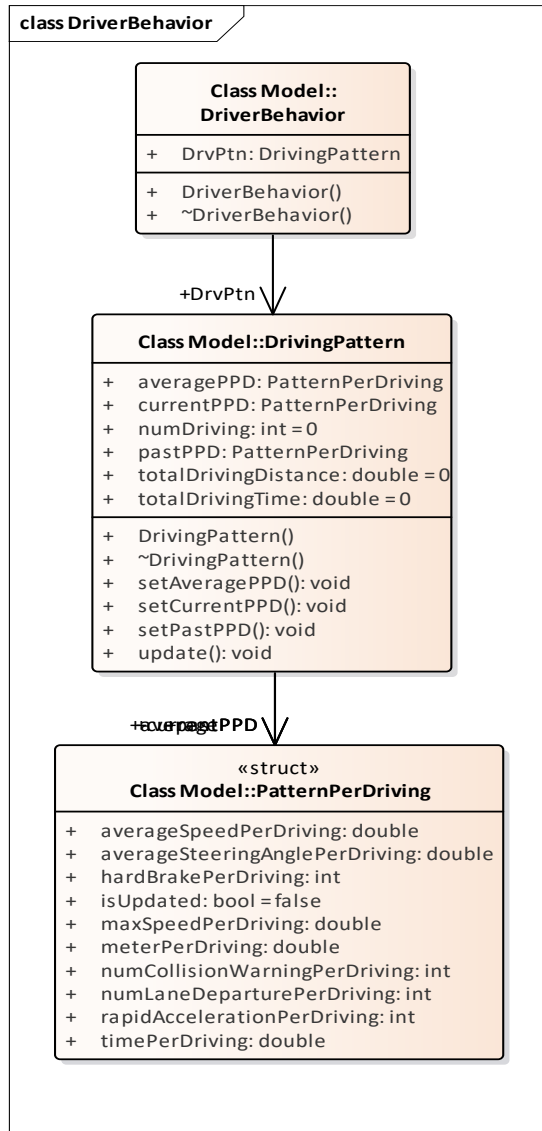 class DriverBehavior
Class Model::
DriverBehavior
+ DrvPtn: DrivingPattern
+ DriverBehavior()
+ ~DriverBehavior()
+DrvPtn
Class Model::DrivingPattern
+ averagePPD: PatternPerDriving
+ currentPPD: PatternPerDriving
+ numDriving: int = 0
+ pastPPD: PatternPerDriving
+ totalDrivingDistance: double = 0
+ totalDrivingTime: double = 0
+ DrivingPattern()
+ ~DrivingPattern()
+ setAveragePPD(): void
+ setCurrentPPD(): void
+ setPastPPD(): void
+ update(): void
«struct»
Class Model::PatternPerDriving
+ averageSpeedPerDriving: double
+ averageSteeringAnglePerDriving: double
+ hardBrakePerDriving: int
+ isUpdated: bool = false
+ maxSpeedPerDriving: double
+ meterPerDriving: double
+ numCollisionWarningPerDriving: int
+ numLaneDeparturePerDriving: int
+ rapidAccelerationPerDriving: int
+ timePerDriving: double